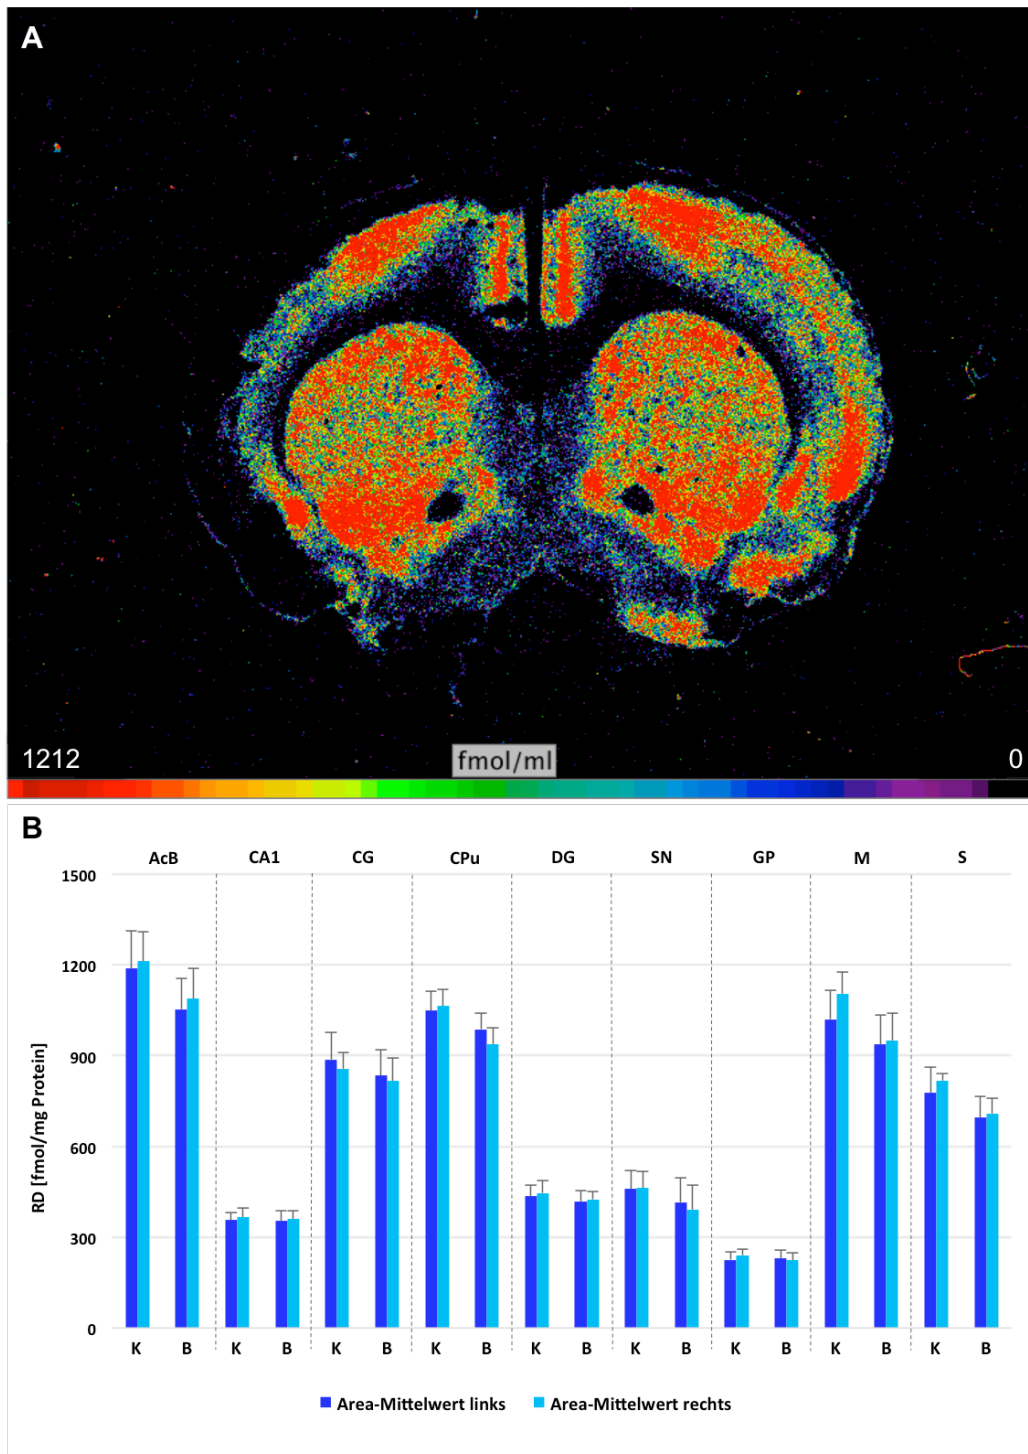 A
1212 fmol/ml 0
B
AcB CA1 CG CPu DG SN GP M S
1500
1200
900
600
300
0
RD [fmol/mg Protein]
K B K B K B K B K B K B K B K B K B
Area-Mittelwert links Area-Mittelwert rechts